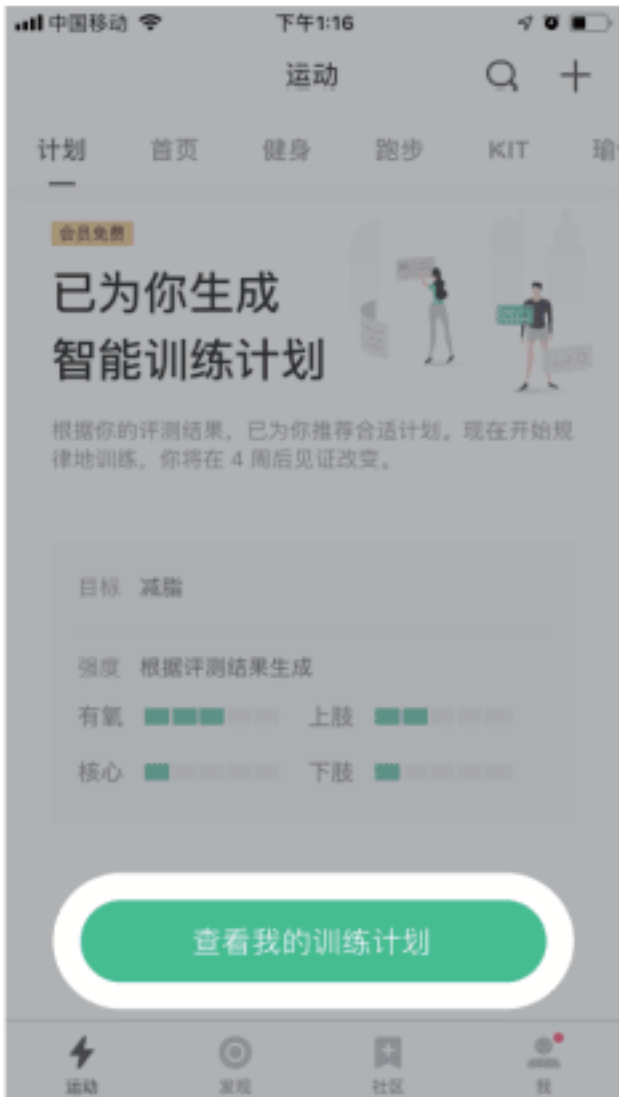 中国移动 下午1:16
运动
计划 首页 健身 跑步 KIT 瑜
会员免费
已为你生成
智能训练计划
根据你的评测结果，已为你推荐合适计划。现在开始规
律地训练，你将在 4 周后见证改变。
目标 减脂
强度 根据评测结果生成
有氧 上肢
核心 下肢
查看我的训练计划
运动 发现 社区 我